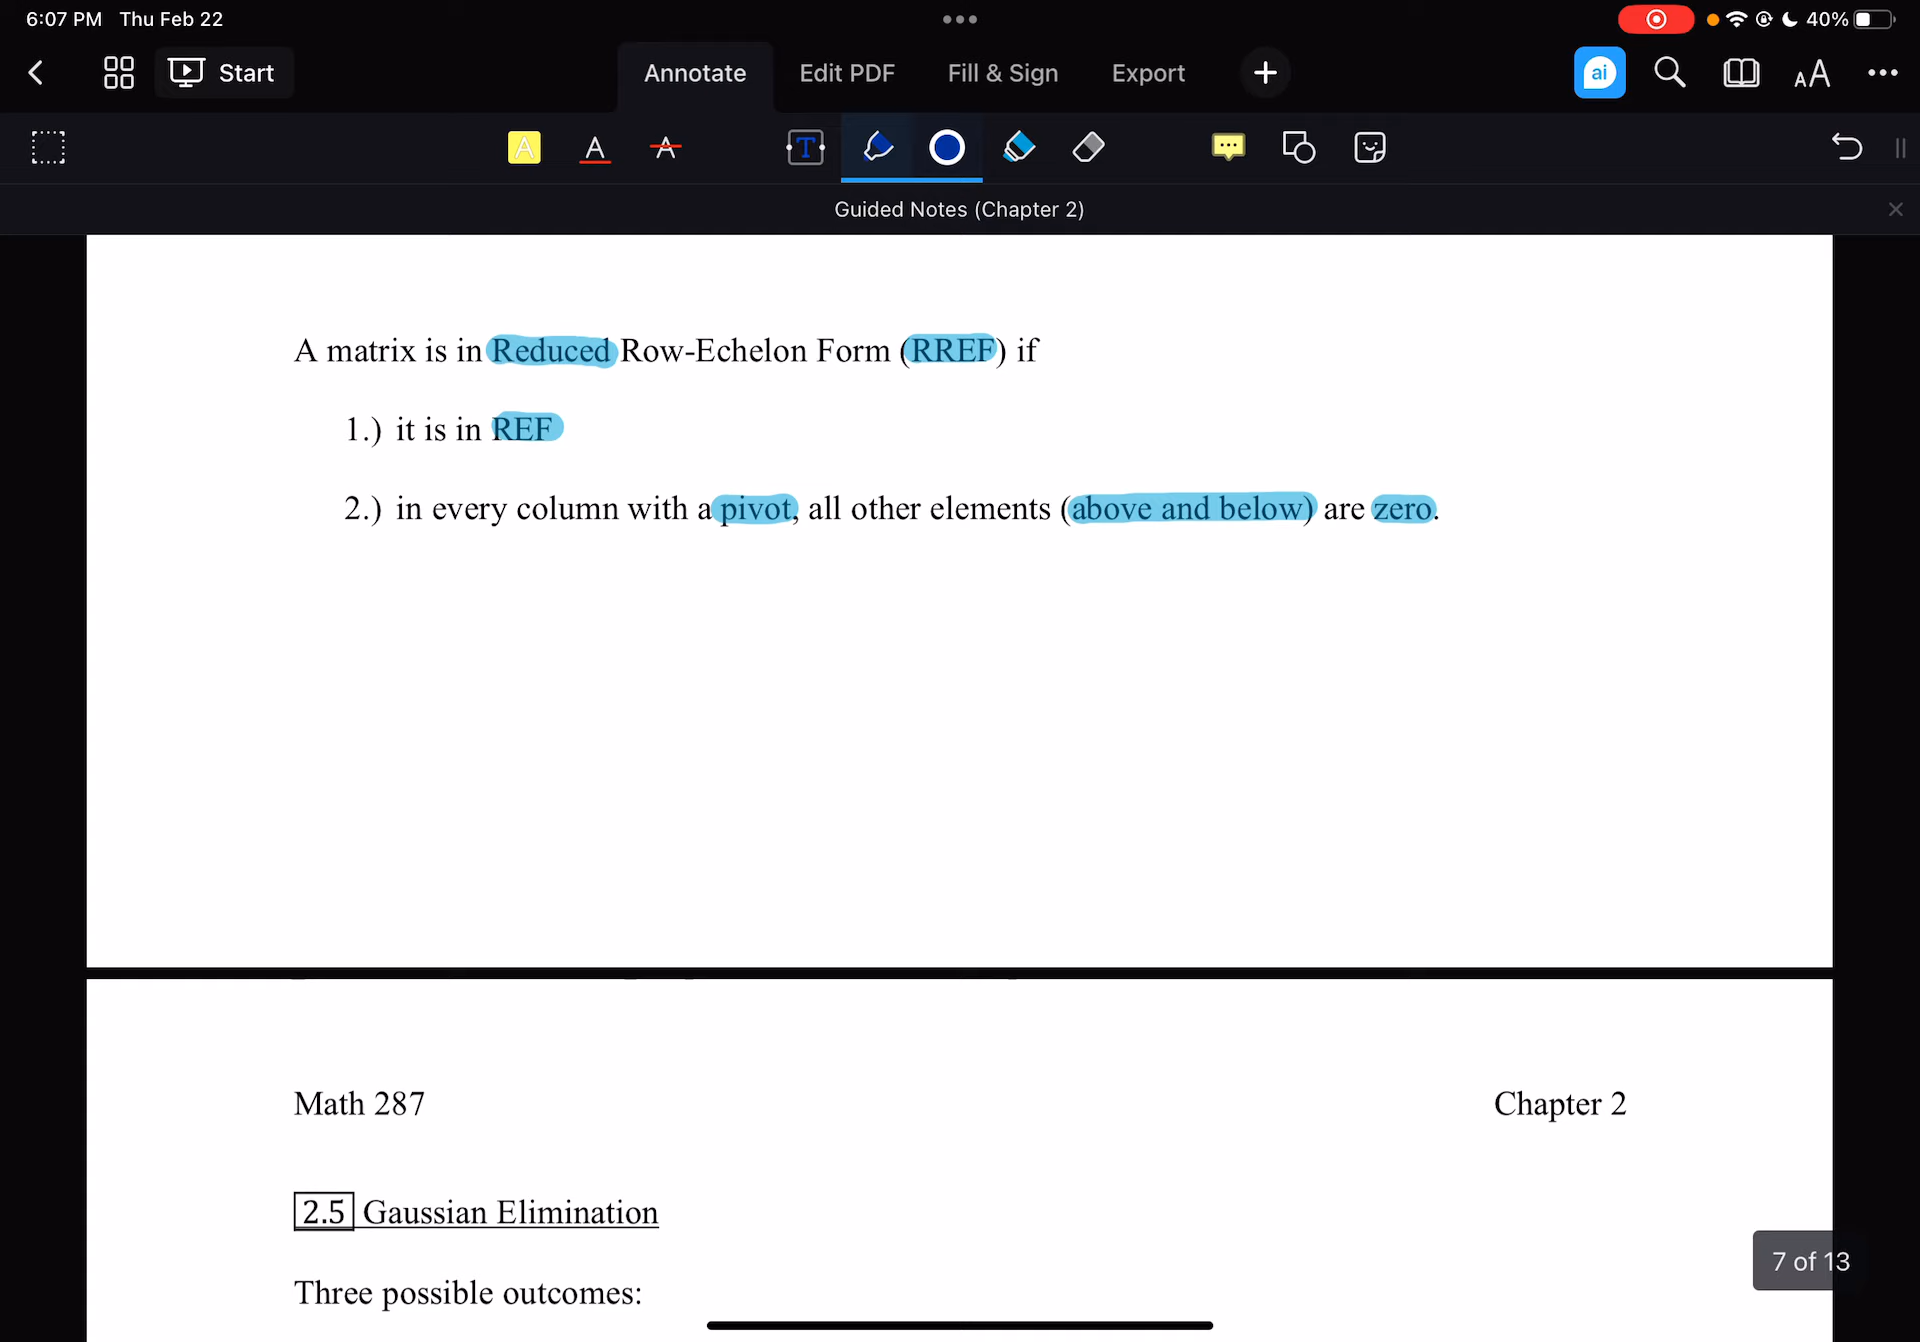 6:07 PM Thu Feb 22
40%
Start
Annotate
Edit PDF
Fill & Sign
Export
ai
AA
A
A
A
T
Guided Notes (Chapter 2)
A matrix is in Reduced Row-Echelon Form (RREF) if
1.) it is in REF
2.) in every column with a pivot, all other elements (above and below) are zero.
Math 287
Chapter 2
2.5 Gaussian Elimination
Three possible outcomes:
7 of 13